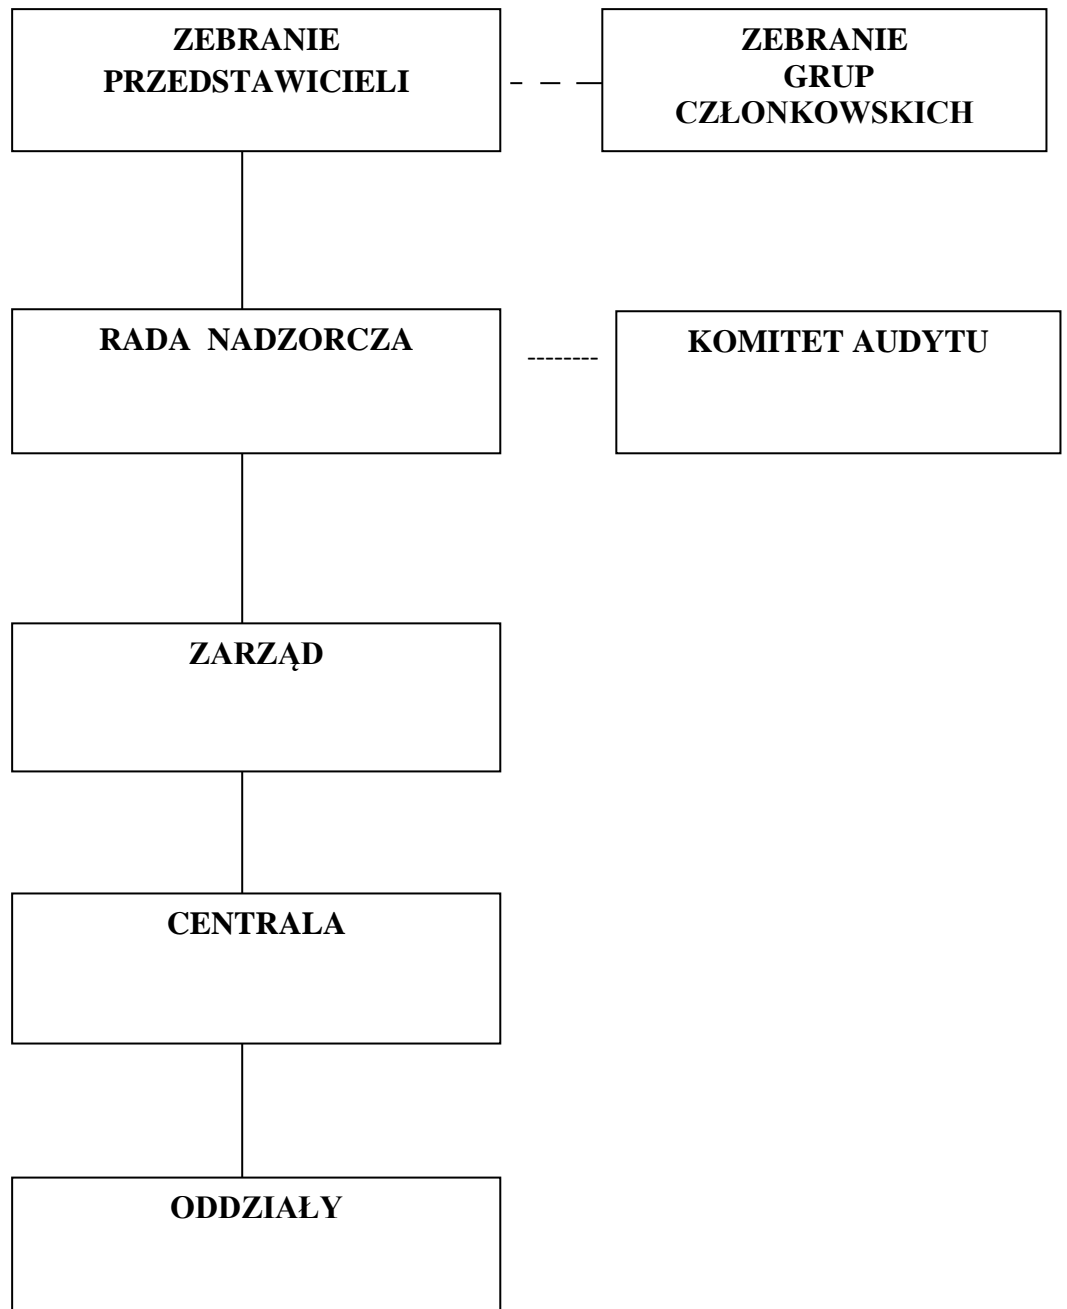 ZEBRANIE
PRZEDSTAWICIELI
ZEBRANIE
GRUP
CZŁONKOWSKICH
RADA NADZORCZA
KOMITET AUDYTU
ZARZĄD
CENTRALA
ODDZIAŁY